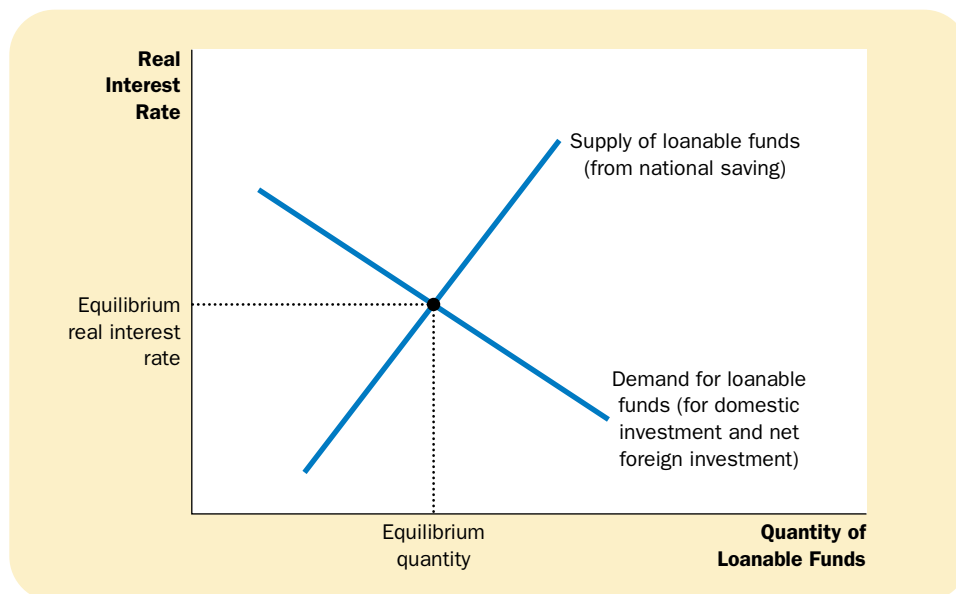 Real
Interest
Rate
Supply of loanable funds
(from national saving)
Equilibrium
real interest
rate
Demand for loanable
funds (for domestic
investment and net
foreign investment)
Equilibrium
quantity
Quantity of
Loanable Funds